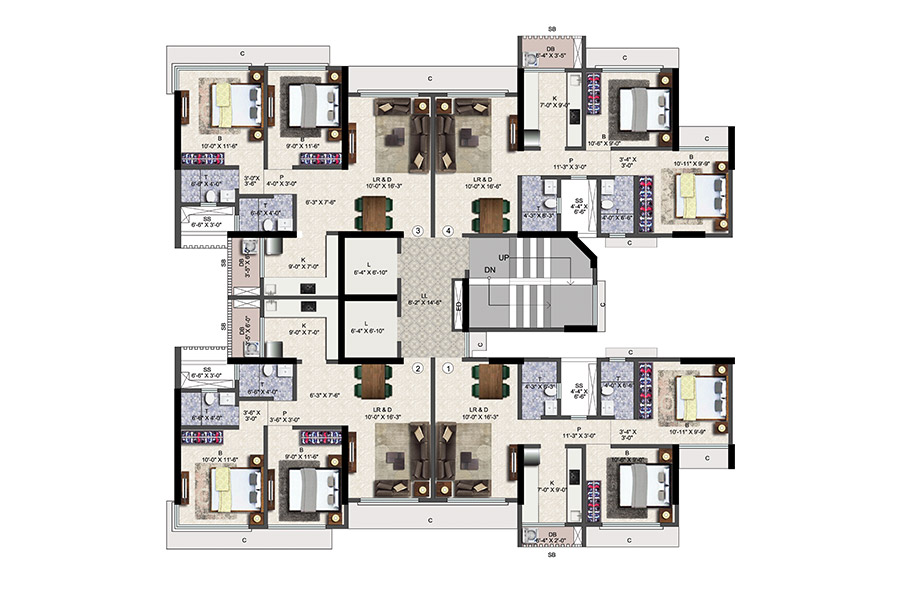 SB
C
DB
6'-4" X 3'-5"
C
C
K
7'-0" X 9'-0"
B
10'-0" X 11'-6"
B
9'-0" X 11'-6"
B
10'-6" X 9'-0"
C
P
11'-3" X 3'-0"
3'-4" X
3'-0"
B
10'-11" X 9'-9"
T
6'-6" X 4'-0"
3'-0" X
3'-6"
P
4'-0" X 3'-0"
LR & D
10'-0" X 16'-3"
LR & D
10'-0" X 16'-6"
T
4'-3" X 6'-3"
SS
4'-4" X
6'-6"
T
4'-0" X 6'-6"
SS
6'-6" X 3'-0"
T
6'-6" X 4'-0"
6'-3" X 7'-6"
3
4
C
SB
DB
3'-5" X 6'-0"
K
9'-0" X 7'-0"
L
6'-4" X 6'-10"
UP
DN
LL
6'-2" X 14'-6"
ED
C
SB
DB
3'-5" X 6'-0"
K
9'-0" X 7'-0"
L
6'-4" X 6'-10"
C
C
SS
6'-6" X 3'-0"
T
6'-6" X 4'-0"
2
1
T
4'-3" X 6'-3"
SS
4'-4" X
6'-6"
T
4'-0" X 6'-6"
6'-3" X 7'-6"
T
6'-6" X 4'-0"
3'-6" X
3'-0"
P
3'-6" X 3'-0"
LR & D
10'-0" X 16'-3"
LR & D
10'-0" X 16'-3"
B
10'-11" X 9'-9"
P
11'-3" X 3'-0"
3'-4" X
3'-0"
B
10'-0" X 11'-6"
B
9'-0" X 11'-6"
B
10'-6" X 9'-0"
C
K
7'-0" X 9'-0"
C
C
DB
6'-4" X 2'-0"
C
SB